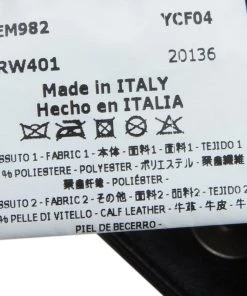 EM982 YCF04
RW401 20136
Made in ITALY
Hecho en ITALIA
SSUTO 1 - FABRIC 1 - 本体 - 面料1 - 面料1 - TEJIDO 1
% POLIESTERE - POLYESTER - ポリエステル - 聚酯纤维 -
聚酯纖維 - POLIÉSTER -
SSUTO 2 - FABRIC 2 - その他 - 面料2 - 面料2 - TEJIDO 2
% PELLE DI VITELLO - CALF LEATHER - 牛革 - 牛皮 - 牛
PIEL DE BECERRO -